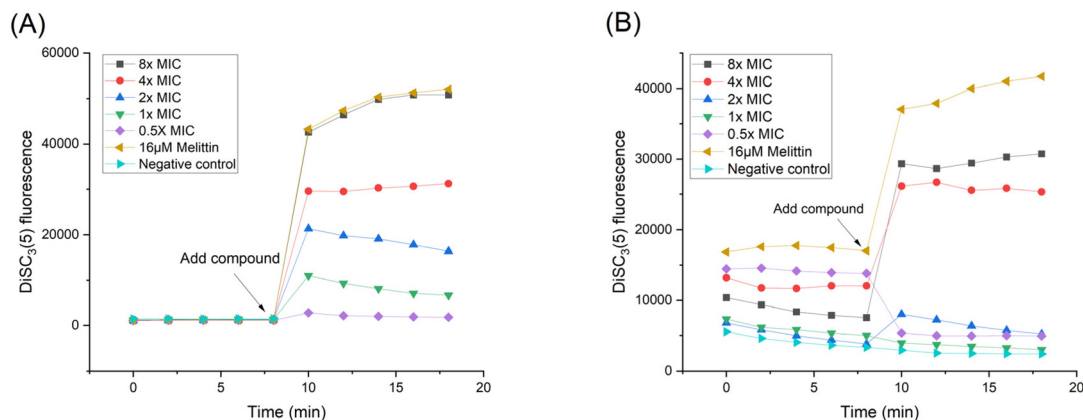 (A)
60000
40000
20000
0
DiSC₃(5) fluorescence
8x MIC
4x MIC
2x MIC
1x MIC
0.5X MIC
16µM Melittin
Negative control
Add compound
0
5
10
15
20
Time (min)
(B)
40,000
30000
20000
10000
0
DiSC₃(5) fluorescence
8x MIC
4x MIC
2x MIC
1x MIC
0.5X MIC
16µM Melittin
Negative control
Add compound
0
5
10
15
20
Time (min)